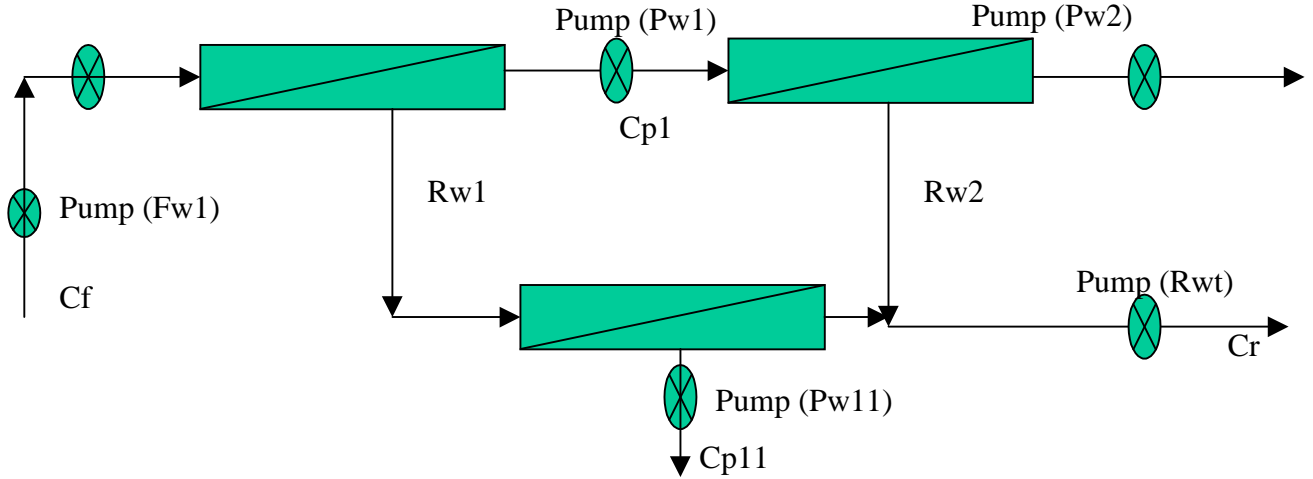 Pump (Pw1)
Pump (Pw2)
Cp1
Rw1
Rw2
Pump (Fw1)
Cf
Pump (Rwt)
Cr
Pump (Pw11)
Cp11